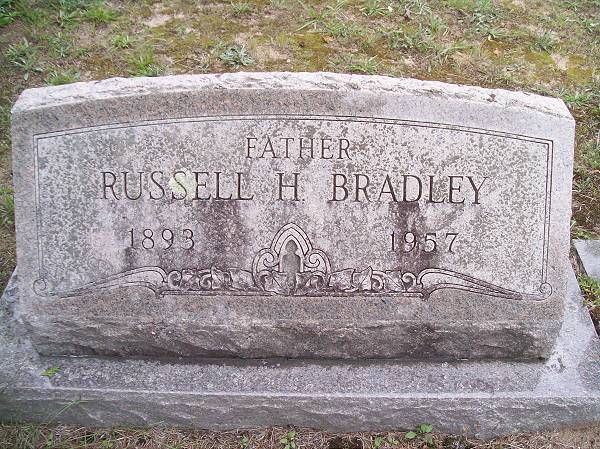 FATHER
RUSSELL H. BRADLEY
1893 1957